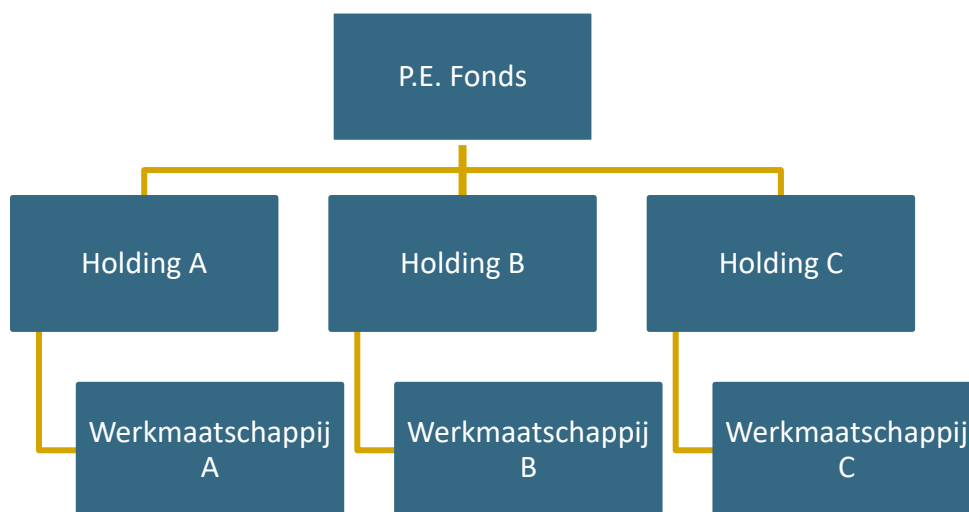 P.E. Fonds
Holding A
Holding B
Holding C
Werkmaatschappij
A
Werkmaatschappij
B
Werkmaatschappij
C